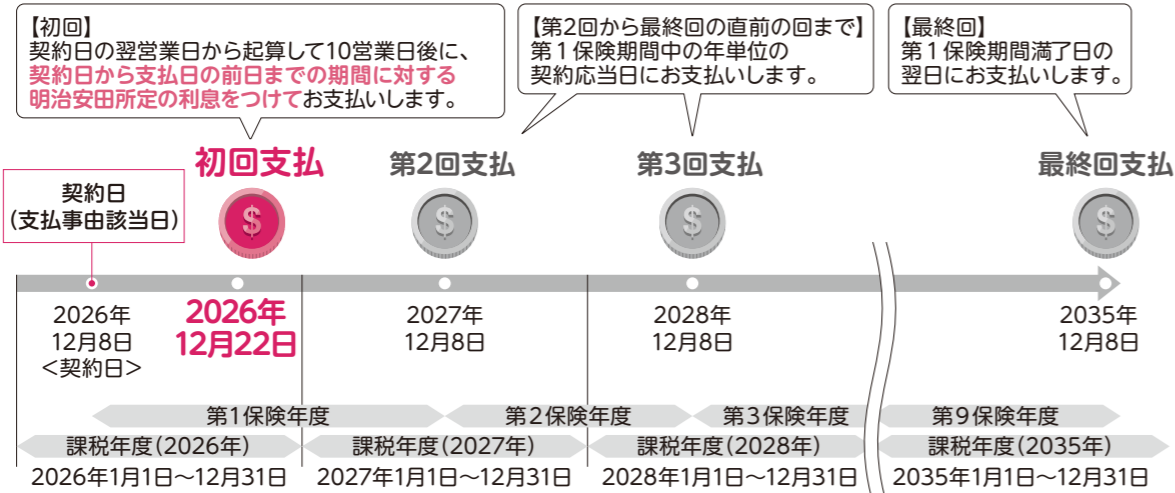 【初回】
契約日の翌営業日から起算して10営業日後に、
契約日から支払日の前日までの期間に対する
明治安田所定の利息をつけてお支払いします。
【第2回から最終回の直前の回まで】
第1保険期間中の年単位の
契約応当日にお支払いします。
【最終回】
第1保険期間満了日の
翌日にお支払いします。
初回支払
第2回支払
第3回支払
最終回支払
契約日
(支払事由該当日)
$
$
$
$
2026年
12月8日
<契約日>
2026年
12月22日
2027年
12月8日
2028年
12月8日
2035年
12月8日
第1保険年度
第2保険年度
第3保険年度
第9保険年度
課税年度(2026年)
課税年度(2027年)
課税年度(2028年)
課税年度(2035年)
2026年1月1日~12月31日
2027年1月1日~12月31日
2028年1月1日~12月31日
2035年1月1日~12月31日